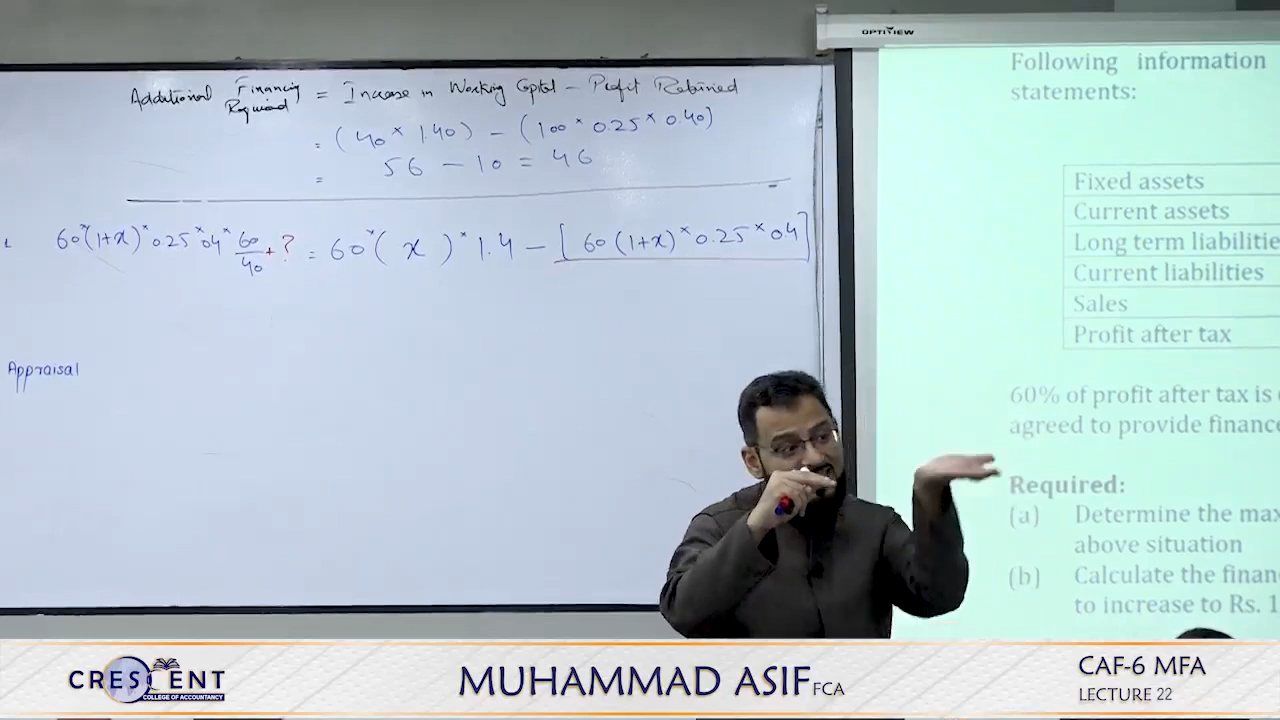 OPTIVIEW
Additional Financing Required = Increase in Working Capital – Profit Retained
= (40 × 1.40) – (100 × 0.25 × 0.40)
= 56 – 10 = 46
60 × (1+x) × 0.25 × 0.4 × 60/40 + ? = 60 × ( x ) × 1.4 – [ 60 (1+x) × 0.25 × 0.4 ]
Appraisal
Following information
statements:
Fixed assets
Current assets
Long term liabilitie
Current liabilities
Sales
Profit after tax
60% of profit after tax is
agreed to provide finance
Required:
(a) Determine the max
above situation
(b) Calculate the finan
to increase to Rs. 1
CRESCENT
COLLEGE OF ACCOUNTANCY
MUHAMMAD ASIF FCA
CAF-6 MFA
LECTURE 22